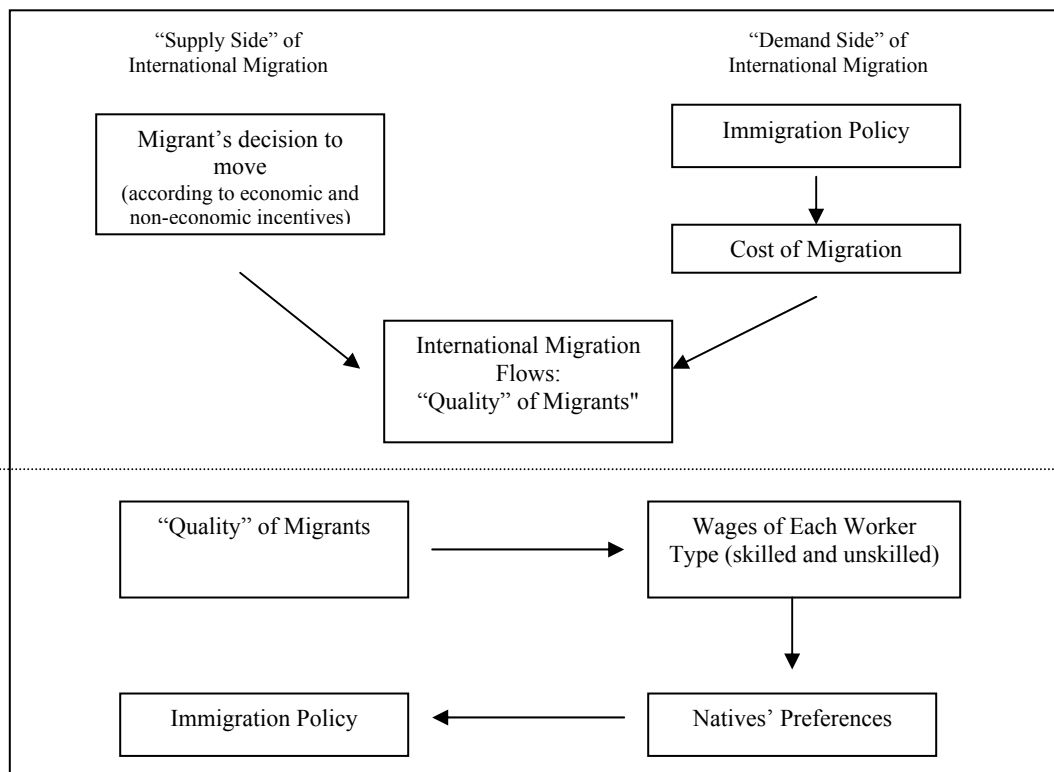 “Supply Side” of
International Migration
“Demand Side” of
International Migration
Migrant’s decision to
move
(according to economic and
non-economic incentives)
Immigration Policy
Cost of Migration
International Migration
Flows:
“Quality” of Migrants"
“Quality” of Migrants
Wages of Each Worker
Type (skilled and unskilled)
Immigration Policy
Natives’ Preferences